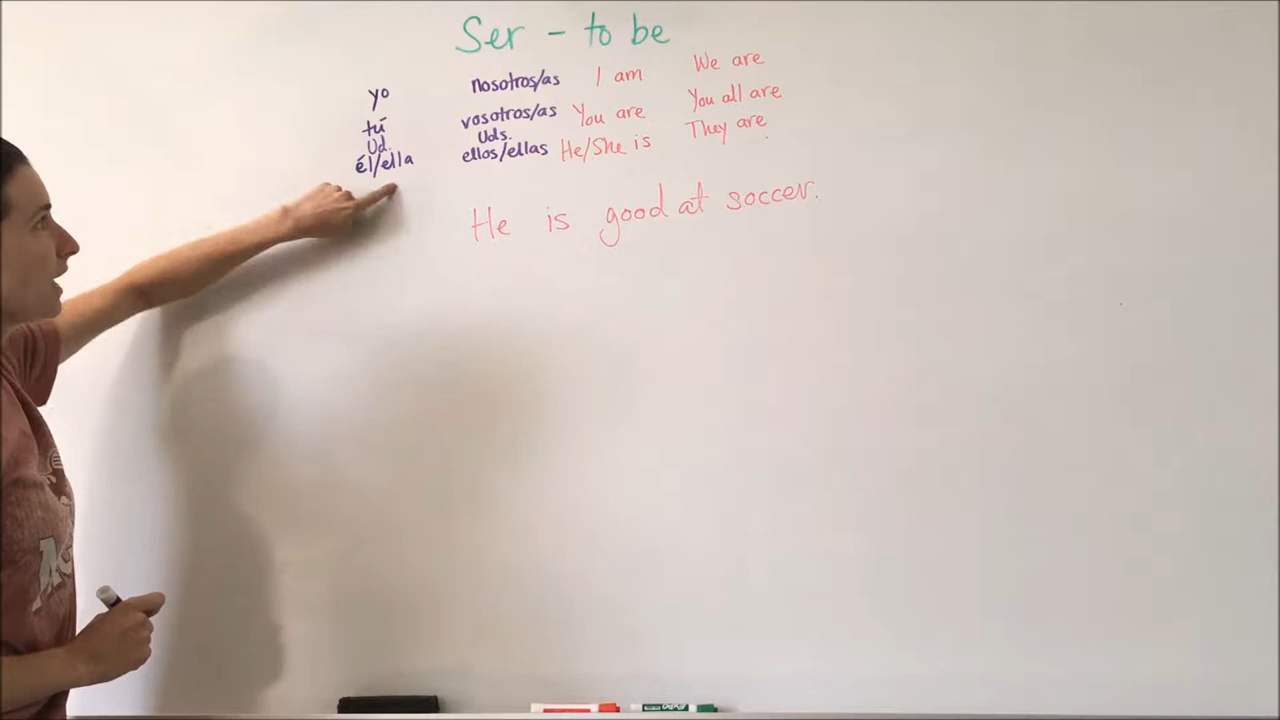 Ser - to be
yo
tú
Ud.
él/ella
nosotros/as
vosotros/as
Uds.
ellos/ellas
I am
You are
He/She is
We are
You all are
They are
He is good at soccer.